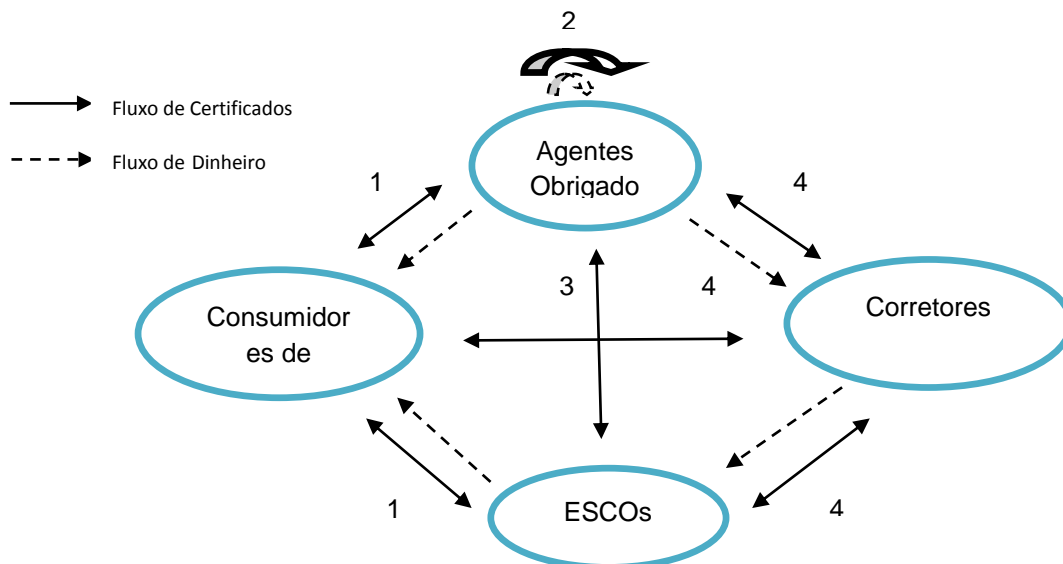 2
Fluxo de Certificados
Fluxo de Dinheiro
Agentes
Obrigado
1
4
3
4
Consumidor
es de
Corretores
1
ESCOs
4